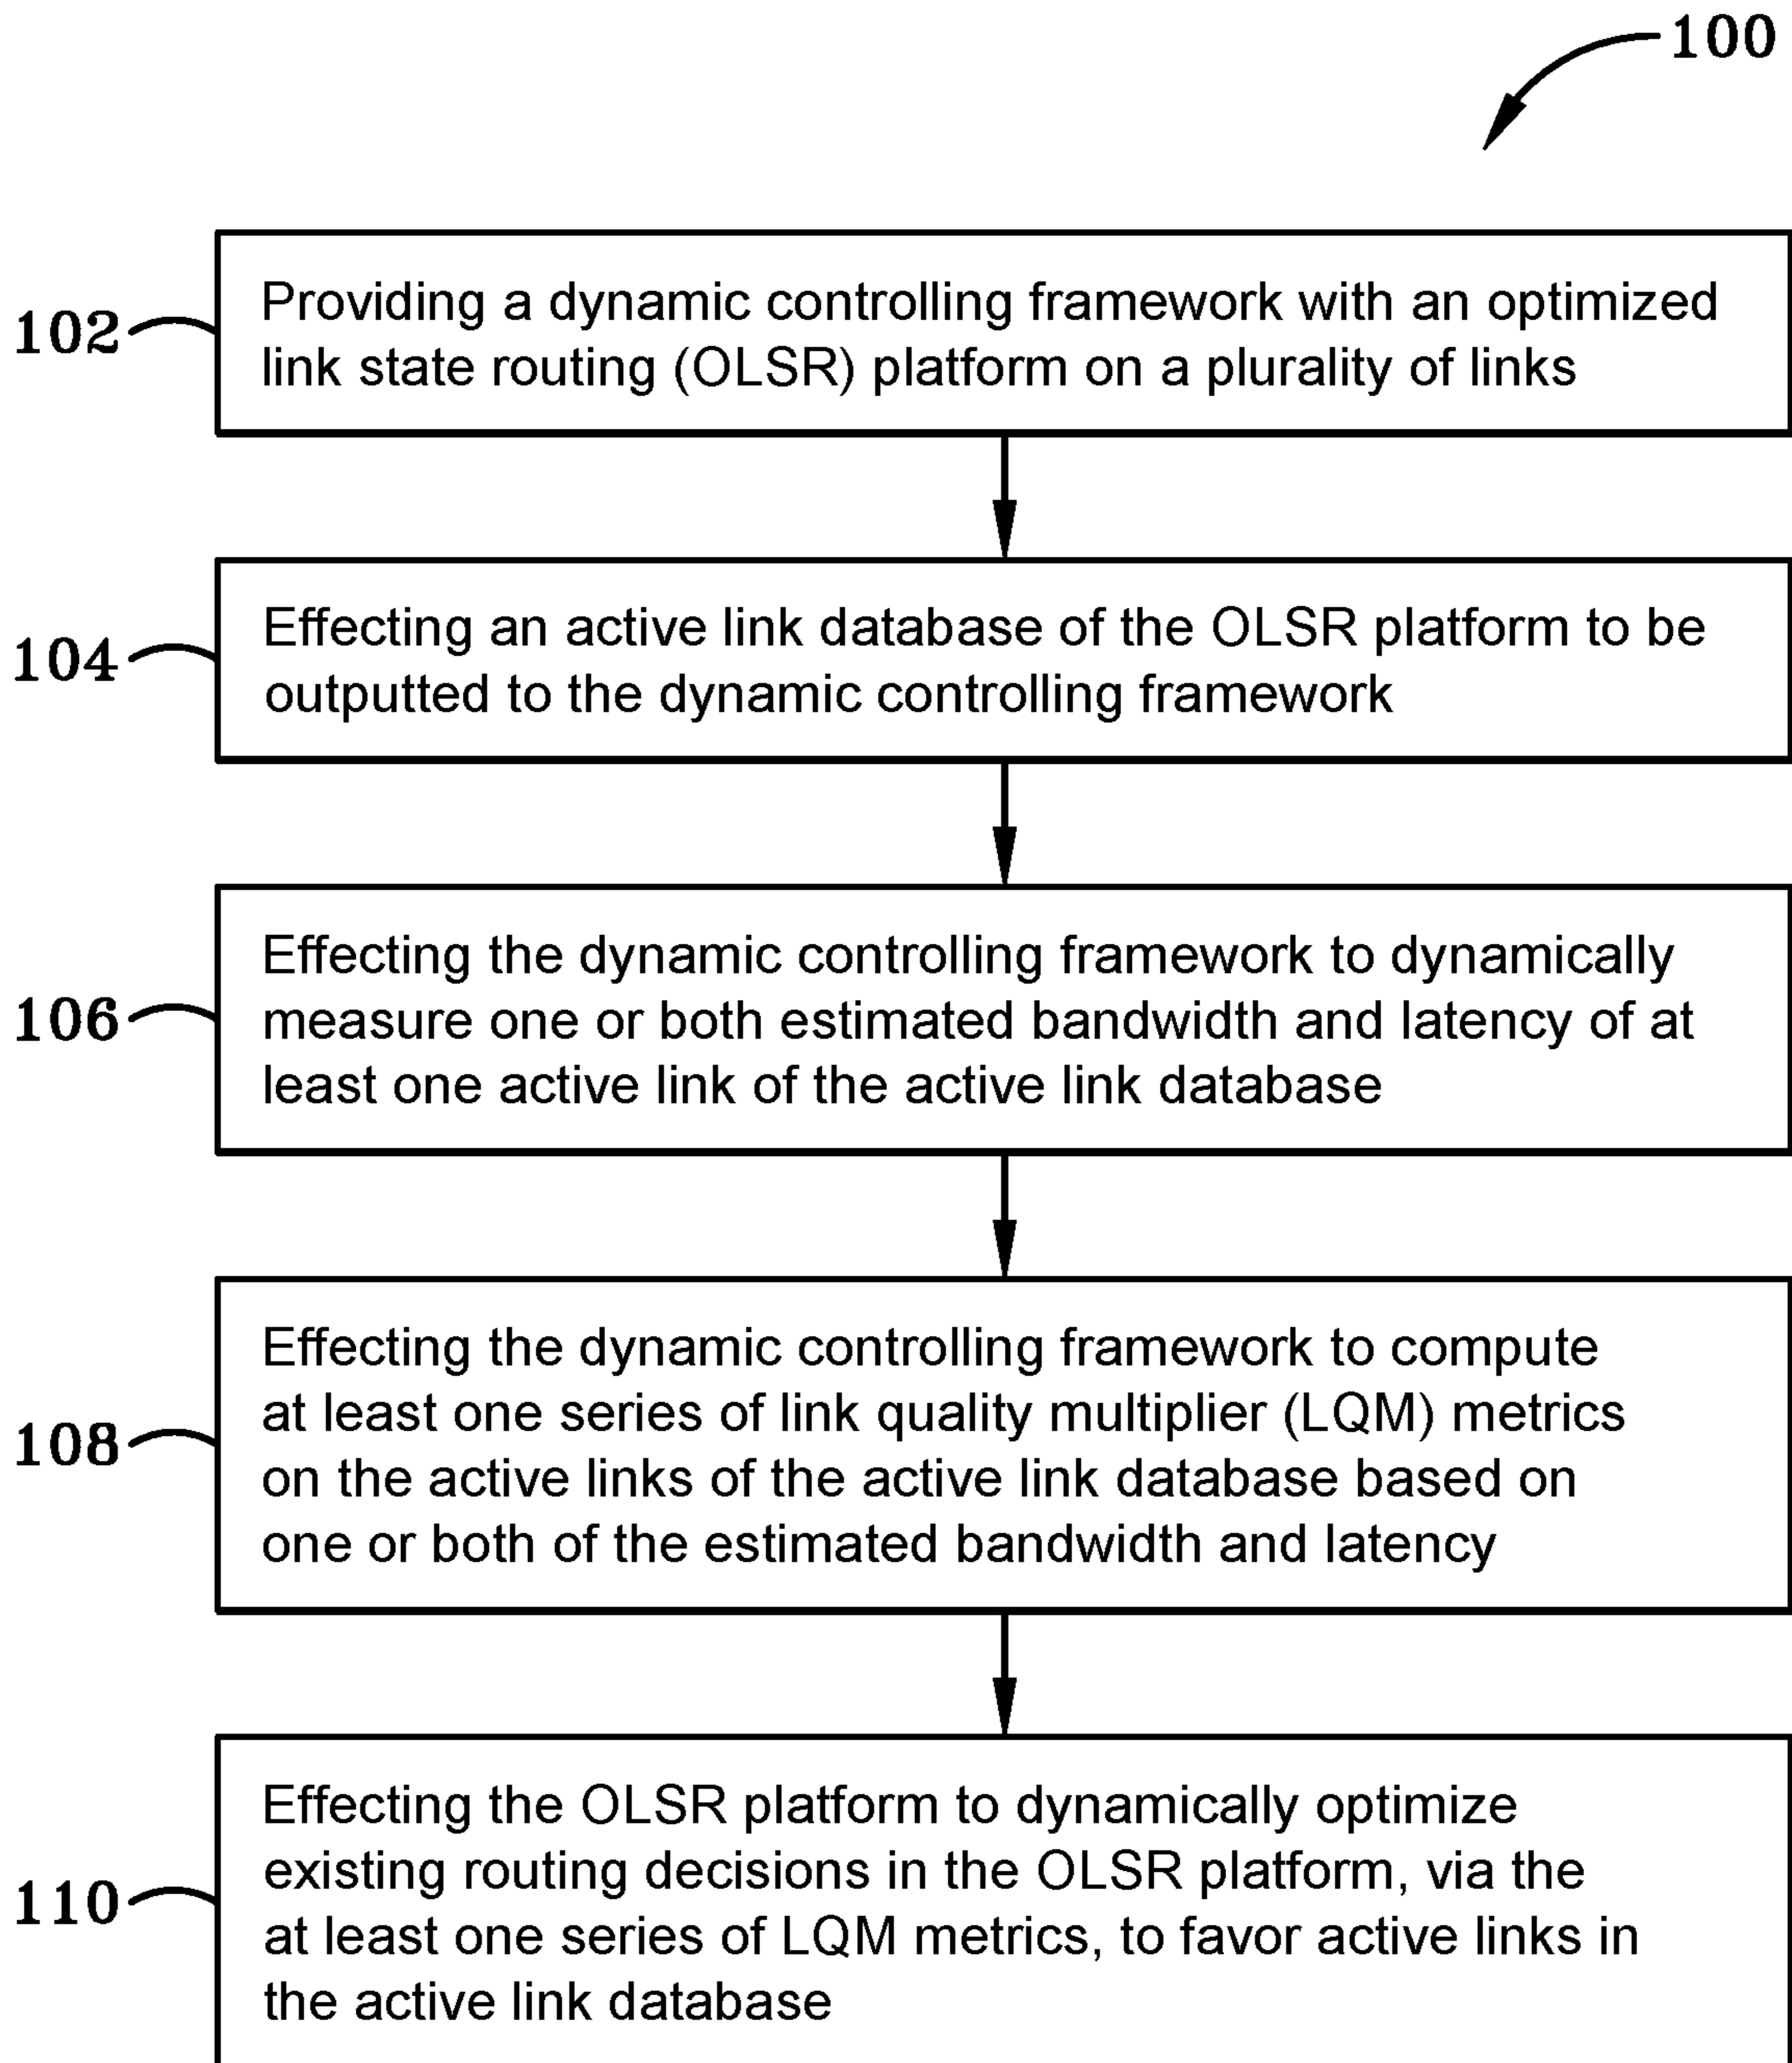 100
102
Providing a dynamic controlling framework with an optimized
link state routing (OLSR) platform on a plurality of links
104
Effecting an active link database of the OLSR platform to be
outputted to the dynamic controlling framework
106
Effecting the dynamic controlling framework to dynamically
measure one or both estimated bandwidth and latency of at
least one active link of the active link database
108
Effecting the dynamic controlling framework to compute
at least one series of link quality multiplier (LQM) metrics
on the active links of the active link database based on
one or both of the estimated bandwidth and latency
110
Effecting the OLSR platform to dynamically optimize
existing routing decisions in the OLSR platform, via the
at least one series of LQM metrics, to favor active links in
the active link database